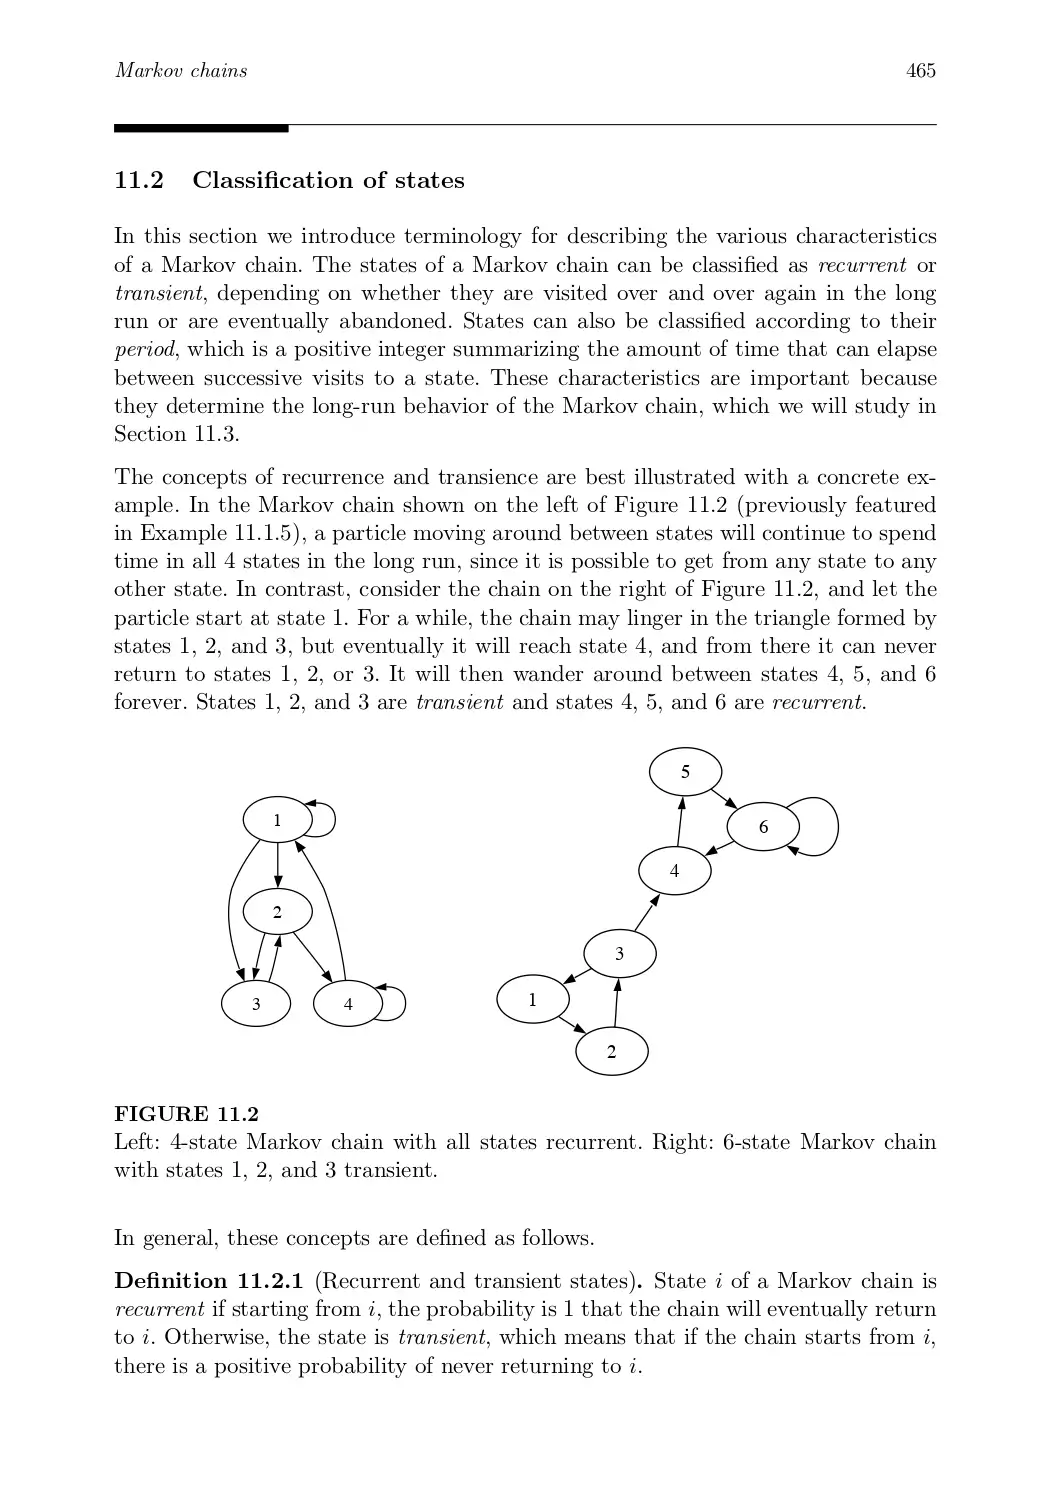 Markov chains 465
11.2 Classification of states
In this section we introduce terminology for describing the various characteristics
of a Markov chain. The states of a Markov chain can be classified as recurrent or
transient, depending on whether they are visited over and over again in the long
run or are eventually abandoned. States can also be classified according to their
period, which is a positive integer summarizing the amount of time that can elapse
between successive visits to a state. These characteristics are important because
they determine the long-run behavior of the Markov chain, which we will study in
Section 11.3.
The concepts of recurrence and transience are best illustrated with a concrete ex-
ample. In the Markov chain shown on the left of Figure 11.2 (previously featured
in Example 11.1.5), a particle moving around between states will continue to spend
time in all 4 states in the long run, since it is possible to get from any state to any
other state. In contrast, consider the chain on the right of Figure 11.2, and let the
particle start at state 1. For a while, the chain may linger in the triangle formed by
states 1, 2, and 3, but eventually it will reach state 4, and from there it can never
return to states 1, 2, or 3. It will then wander around between states 4, 5, and 6
forever. States 1, 2, and 3 are transient and states 4, 5, and 6 are recurrent.
1
2
3 4
5
6
4
3
1
2
FIGURE 11.2
Left: 4-state Markov chain with all states recurrent. Right: 6-state Markov chain
with states 1, 2, and 3 transient.
In general, these concepts are defined as follows.
Definition 11.2.1 (Recurrent and transient states). State i of a Markov chain is
recurrent if starting from i, the probability is 1 that the chain will eventually return
to i. Otherwise, the state is transient, which means that if the chain starts from i,
there is a positive probability of never returning to i.